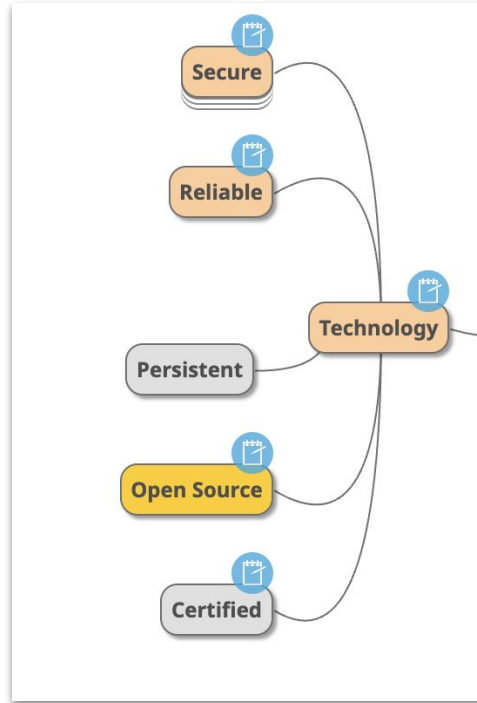 Secure
Reliable
Technology
Persistent
Open Source
Certified